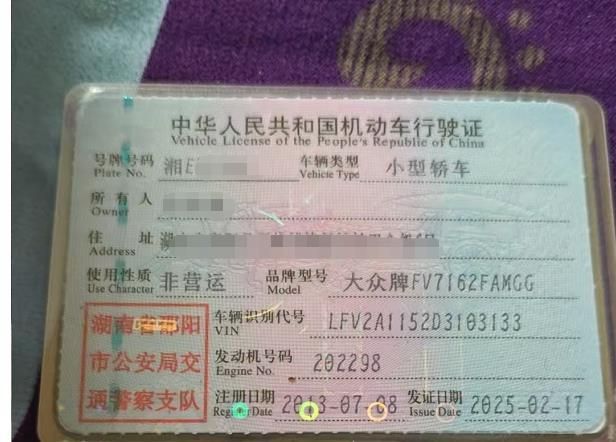 中华人民共和国机动车行驶证
Vehicle License of the People's Republic of China
号牌号码 湘E 车辆类型 小型轿车
Plate No. Vehicle Type
所有人
Owner
住 址 湖
Address
使用性质 非营运 品牌型号 大众牌FV7162FAMGG
Use Character Model
湖南省邵阳 车辆识别代号 LFV2A1152D3103133
VIN
市公安局交 发动机号码 202298
Engine No.
通警察支队 注册日期 2013-07-08 发证日期 2025-02-17
Register Date Issue Date